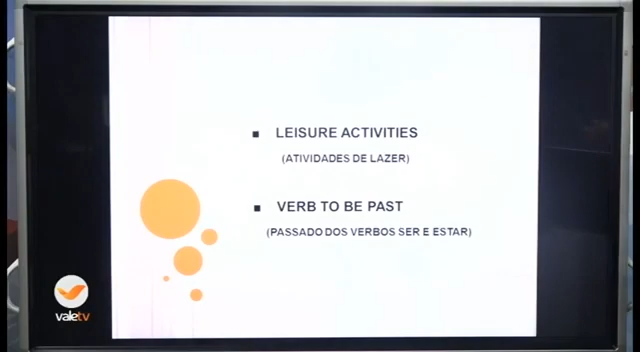 LEISURE ACTIVITIES
(ATIVIDADES DE LAZER)
VERB TO BE PAST
(PASSADO DOS VERBOS SER E ESTAR)
valetv